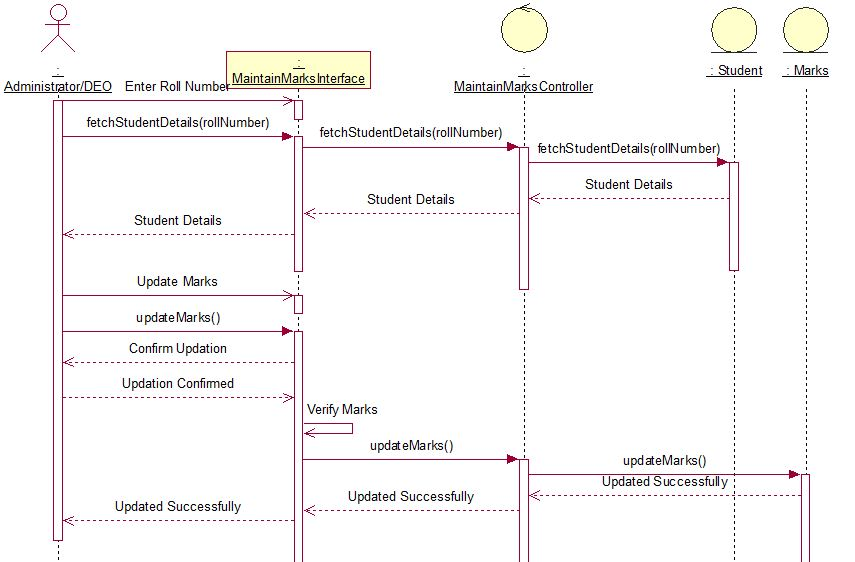 :
Administrator/DEO
:
MaintainMarksInterface
:
MaintainMarksController
: Student
: Marks
Enter Roll Number
fetchStudentDetails(rollNumber)
fetchStudentDetails(rollNumber)
fetchStudentDetails(rollNumber)
Student Details
Student Details
Student Details
Update Marks
updateMarks()
Confirm Updation
Updation Confirmed
Verify Marks
updateMarks()
updateMarks()
Updated Successfully
Updated Successfully
Updated Successfully